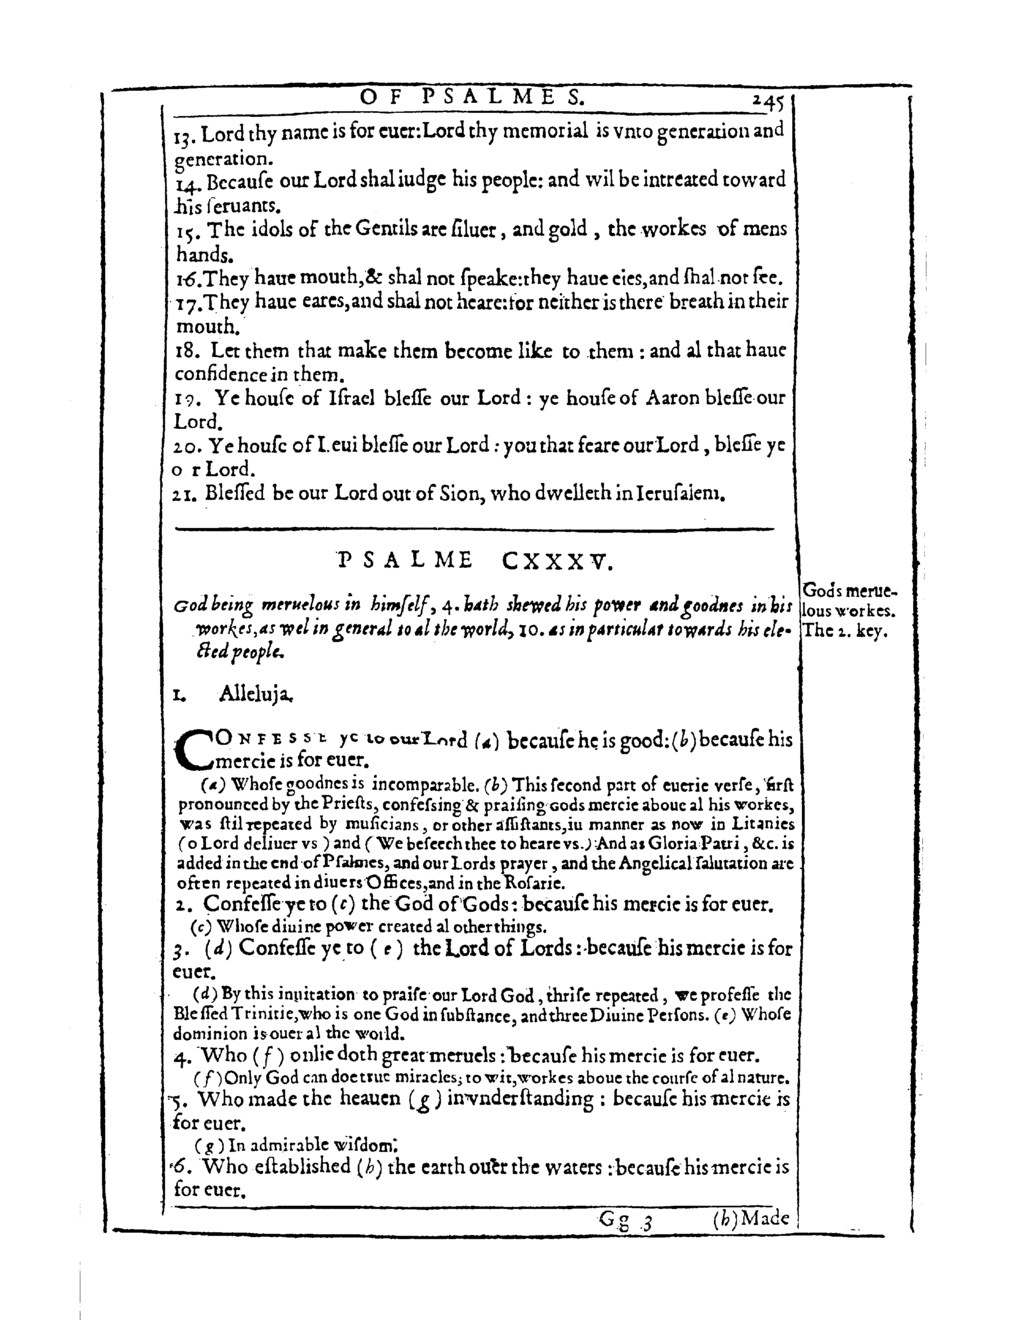 OF PSALMES. 245
13. Lord thy name is for euer: Lord thy memorial is vnto generation and
generation.
14. Becauſe our Lord shal iudge his people: and wil be intreated toward
his ſeruants.
15. The idols of the Gentils are ſiluer, and gold, the workes of mens
hands.
16. They haue mouth, & shal not ſpeake: they haue eies, and ſhal not ſee.
17. They haue eares, and shal not heare: for neither is there breath in their
mouth.
18. Let them that make them become like to them: and al that haue
confidence in them.
19. Ye houſe of Iſrael bleſſe our Lord: ye houſe of Aaron bleſſe our
Lord.
20. Ye houſe of Leui bleſſe our Lord: you that feare our Lord, bleſſe ye
o r Lord.
21. Bleſſed be our Lord out of Sion, who dwelleth in Ieruſalem.
PSALME CXXXV.
God being meruelous in himſelf, 4. hath shewed his power and goodnes in his
workes, as wel in general to al the world, 10. as in particular towards his ele-
cted people.
Gods merue-
lous workes.
The 2. key.
1. Alleluja.
CONFESSE ye to our Lord (a) becauſe he is good: (b) becauſe his
mercie is for euer.
(a) Whoſe goodnes is incomparable. (b) This ſecond part of euerie verſe, firſt
pronounced by the Prieſts, confeſsing & praiſing Gods mercie aboue al his workes,
was ſtil repeated by muſicians, or other aſſiſtants, iu manner as now in Litanies
(o Lord deliuer vs) and (We beſeech thee to heare vs.) And as Gloria Patri, &c. is
added in the end of Pſalmes, and our Lords prayer, and the Angelical ſalutation are
often repeated in diuers Offices, and in the Roſarie.
2. Confeſſe ye to (c) the God of Gods: becauſe his mercie is for euer.
(c) Whoſe diuine power created al other things.
3. (d) Confeſſe ye to (e) the Lord of Lords: becauſe his mercie is for
euer.
(d) By this inuitation to praiſe our Lord God, thriſe repeated, we profeſſe the
Bleſſed Trinitie, who is one God in ſubſtance, and three Diuine Perſons. (e) Whoſe
dominion is ouer al the world.
4. Who (f) onlie doth great meruels: becauſe his mercie is for euer.
(f) Only God can doe true miracles; to wit, workes aboue the courſe of al nature.
5. Who made the heauen (g) in vnderſtanding: becauſe his mercie is
for euer.
(g) In admirable wiſdom.
6. Who eſtablished (h) the earth ouer the waters: becauſe his mercie is
for euer.
Gg 3 (h) Made